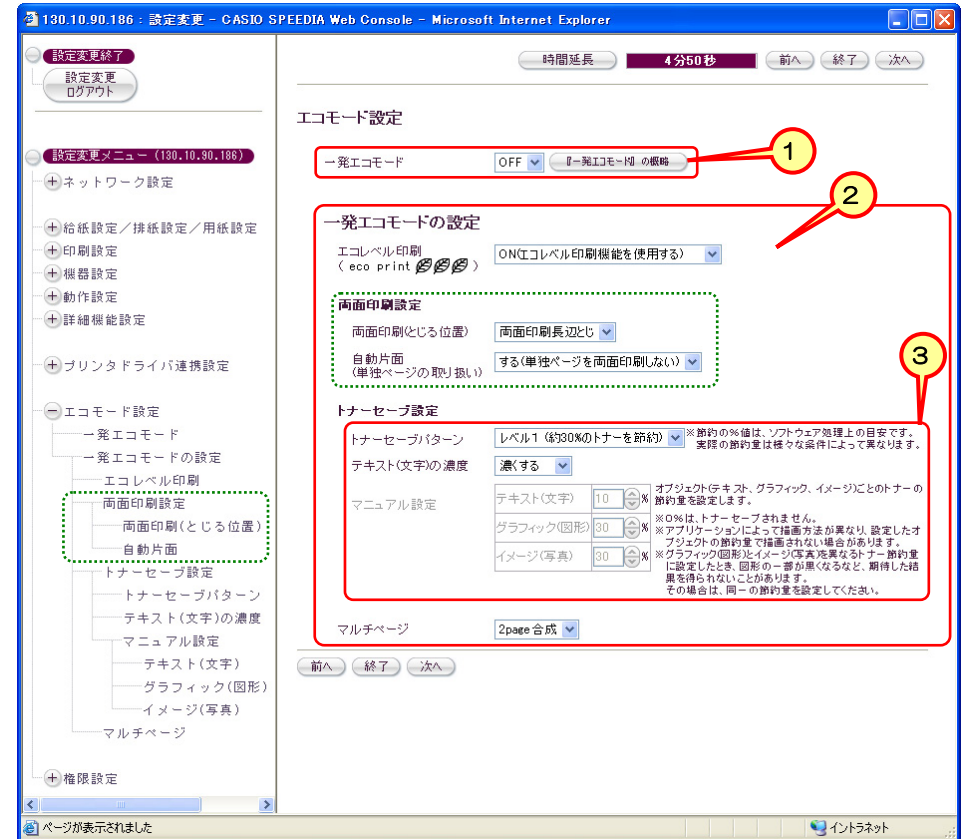 130.10.90.186 : 設定変更 - CASIO SPEEDIA Web Console - Microsoft Internet Explorer
設定変更終了
設定変更
ログアウト
設定変更メニュー (130.10.90.186)
ネットワーク設定
給紙設定／排紙設定／用紙設定
印刷設定
機器設定
動作設定
詳細機能設定
プリンタドライバ連携設定
エコモード設定
一発エコモード
一発エコモードの設定
エコレベル印刷
両面印刷設定
両面印刷(とじる位置)
自動片面
トナーセーブ設定
トナーセーブパターン
テキスト(文字)の濃度
マニュアル設定
テキスト(文字)
グラフィック(図形)
イメージ(写真)
マルチページ
権限設定
時間延長 4分50秒 前へ 終了 次へ
エコモード設定
一発エコモード OFF 『一発エコモード』の概略
1
2
一発エコモードの設定
エコレベル印刷 ON(エコレベル印刷機能を使用する)
( eco print )
両面印刷設定
両面印刷(とじる位置) 両面印刷長辺とじ
自動片面 する(単独ページを両面印刷しない)
(単独ページの取り扱い)
3
トナーセーブ設定
トナーセーブパターン レベル1 (約30%のトナーを節約) ※節約の%値は、ソフトウェア処理上の目安です。
実際の節約量は様々な条件によって異なります。
テキスト(文字)の濃度 濃くする
マニュアル設定 テキスト(文字) 10 % オブジェクト(テキスト、グラフィック、イメージ)ごとのトナーの
節約量を設定します。
グラフィック(図形) 30 % ※0%は、トナーセーブされません。
※アプリケーションによって描画方法が異なり、設定したオ
ブジェクトの節約量で描画されない場合があります。
イメージ(写真) 30 % ※グラフィック(図形)とイメージ(写真)を異なるトナー節約量
に設定したとき、図形の一部が黒くなるなど、期待した結
果を得られないことがあります。
その場合は、同一の節約量を設定してください。
マルチページ 2page 合成
前へ 終了 次へ
ページが表示されました イントラネット